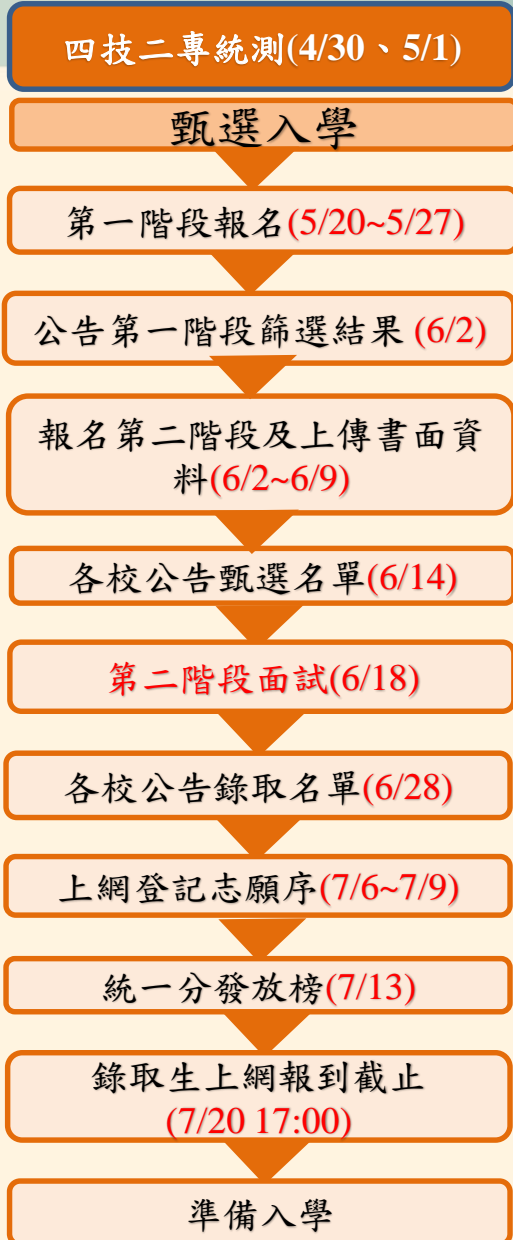 四技二專統測(4/30、5/1)
甄選入學
第一階段報名(5/20~5/27)
公告第一階段篩選結果 (6/2)
報名第二階段及上傳書面資
料(6/2~6/9)
各校公告甄選名單(6/14)
第二階段面試(6/18)
各校公告錄取名單(6/28)
上網登記志願序(7/6~7/9)
統一分發放榜(7/13)
錄取生上網報到截止
(7/20 17:00)
準備入學